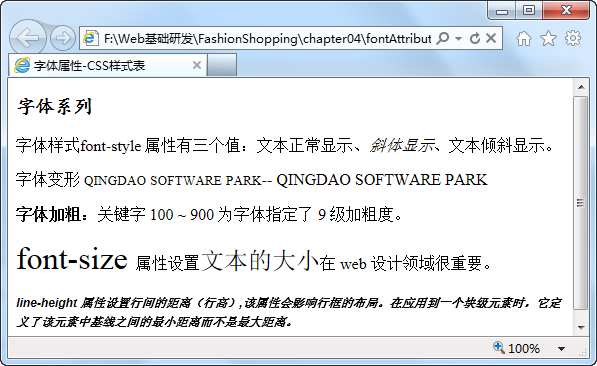 F:\Web基础研发\FashionShopping\chapter04\fontAttribut
字体属性-CSS样式表
字体系列
字体样式font-style 属性有三个值：文本正常显示、斜体显示、文本倾斜显示。
字体变形 QINGDAO SOFTWARE PARK-- QINGDAO SOFTWARE PARK
字体加粗：关键字 100 ~ 900 为字体指定了 9 级加粗度。
font-size 属性设置文本的大小在 web 设计领域很重要。
line-height 属性设置行间的距离（行高）,该属性会影响行框的布局。在应用到一个块级元素时，它定
义了该元素中基线之间的最小距离而不是最大距离。
100%